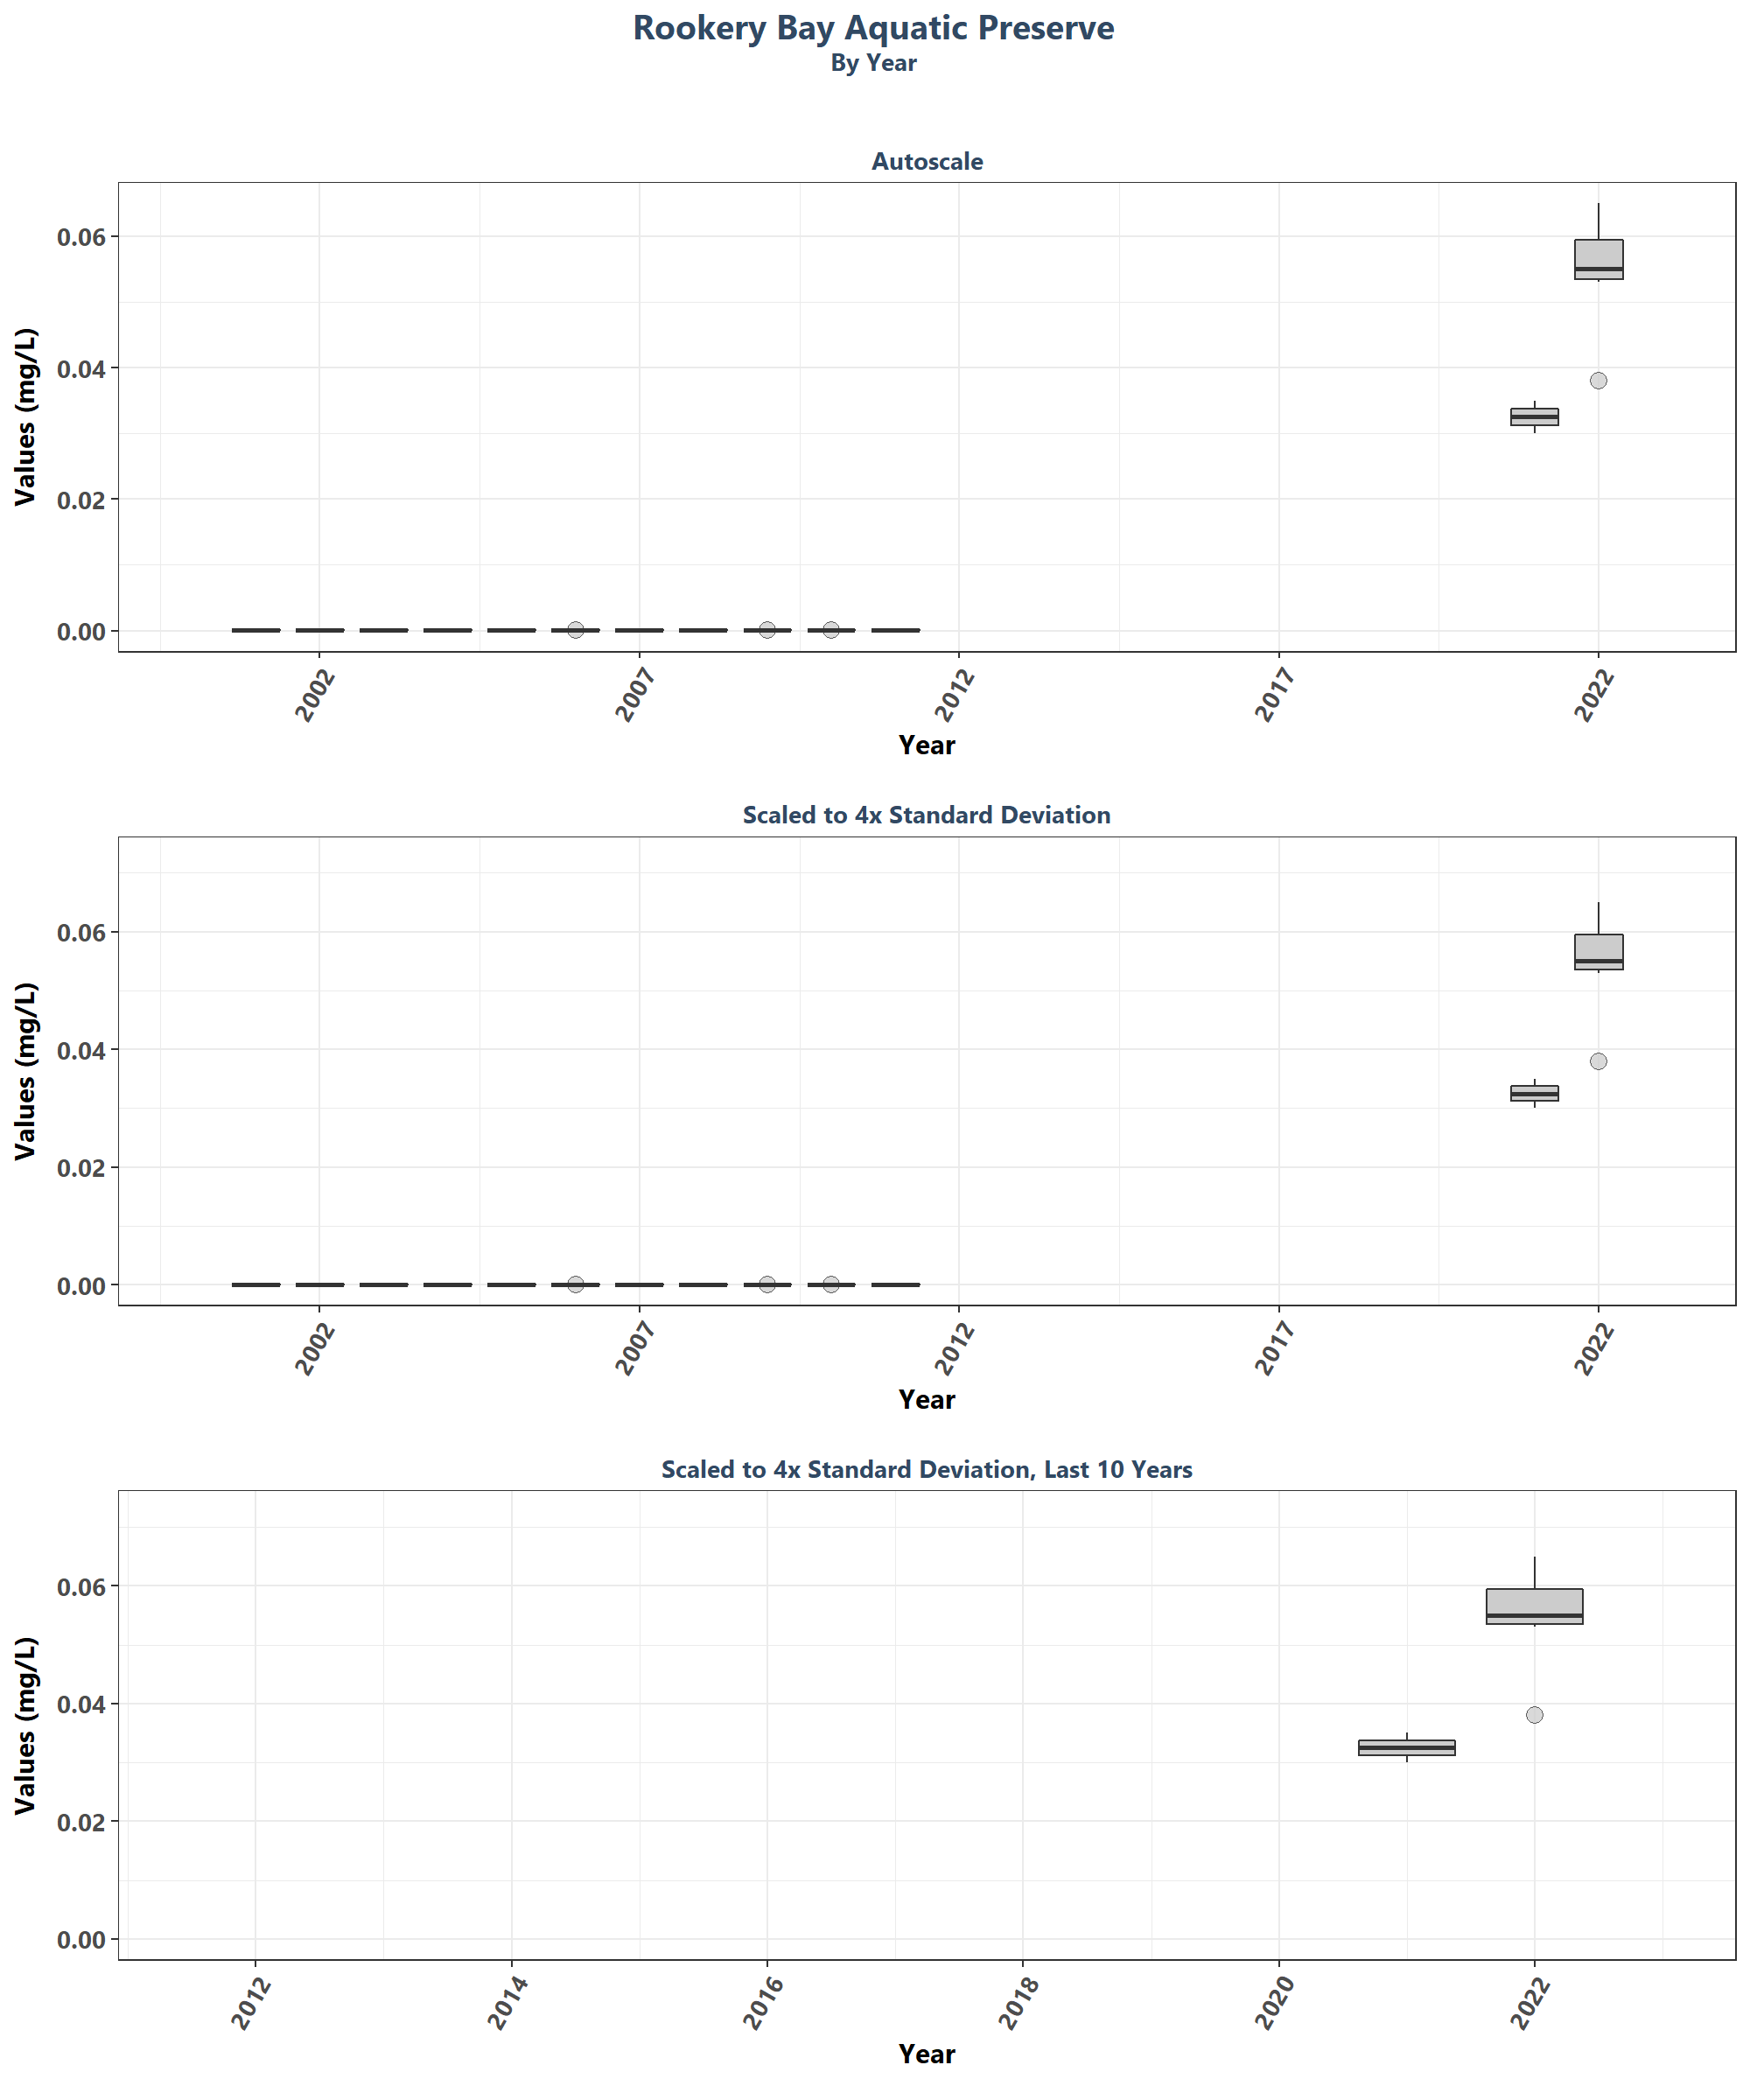 Rookery Bay Aquatic Preserve
By Year
Autoscale
Values (mg/L)
0.06
0.04
0.02
0.00
2002 2007 2012 2017 2022
Year
Scaled to 4x Standard Deviation
Values (mg/L)
0.06
0.04
0.02
0.00
2002 2007 2012 2017 2022
Year
Scaled to 4x Standard Deviation, Last 10 Years
Values (mg/L)
0.06
0.04
0.02
0.00
2012 2014 2016 2018 2020 2022
Year